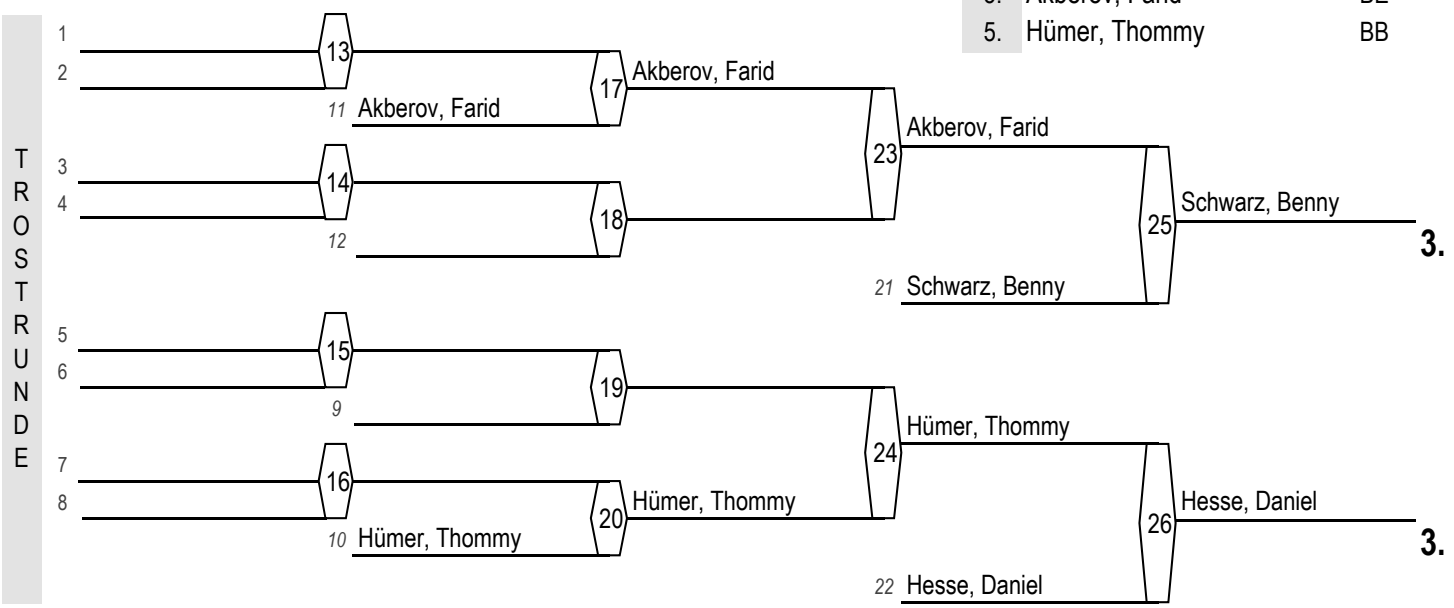 5. Hümer, Thommy BB
TROSTRUNDE
1
2
13
11 Akberov, Farid
17
Akberov, Farid
3
4
14
12
18
23
Akberov, Farid
21 Schwarz, Benny
25
Schwarz, Benny
3.
5
6
15
9
19
7
8
16
10 Hümer, Thommy
20
Hümer, Thommy
24
Hümer, Thommy
22 Hesse, Daniel
26
Hesse, Daniel
3.